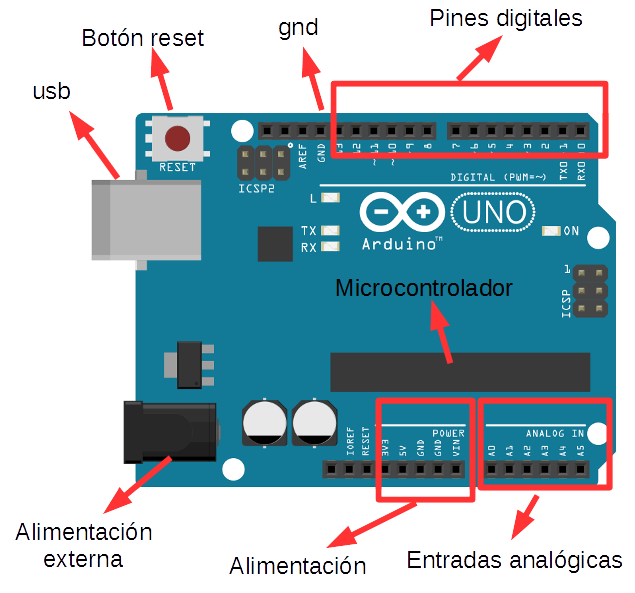 Pines digitales
gnd
Botón reset
usb
RESET
ICSP2
AREF
GND
13
12
~11
~10
~9
8
7
~6
~5
4
~3
2
TX0 1
RX0 0
DIGITAL (PWM=~)
L
TX
RX
Arduino™
UNO
ON
1
ICSP
Microcontrolador
IOREF
RESET
3V3
5V
GND
GND
VIN
POWER
ANALOG IN
A0
A1
A2
A3
A4
A5
Alimentación
externa
Alimentación
Entradas analógicas